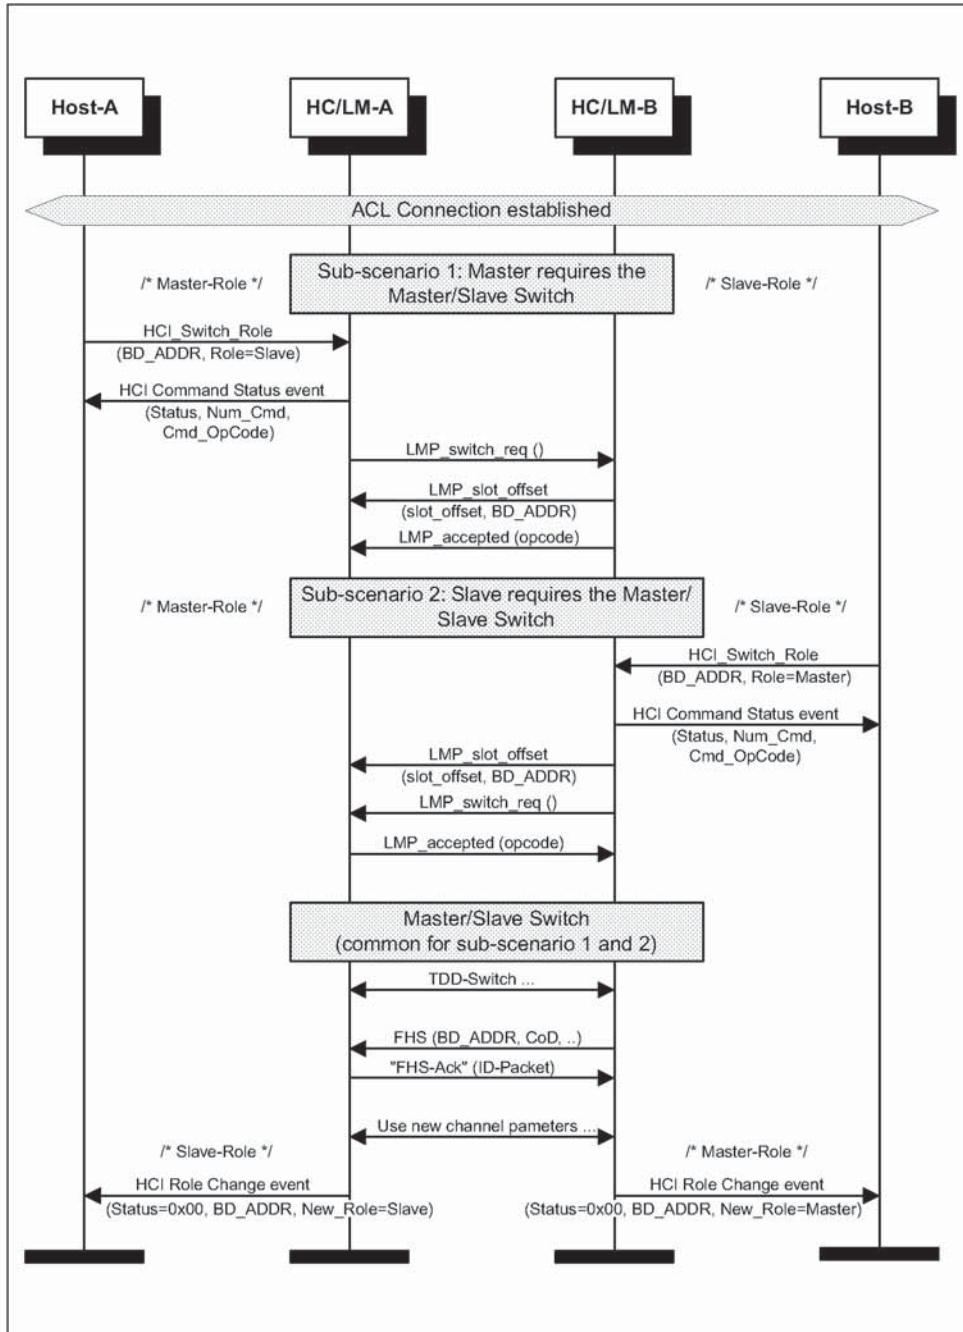 Host-A
HC/LM-A
HC/LM-B
Host-B
ACL Connection established
/* Master-Role */
Sub-scenario 1: Master requires the
Master/Slave Switch
/* Slave-Role */
HCI_Switch_Role
(BD_ADDR, Role=Slave)
HCI Command Status event
(Status, Num_Cmd,
Cmd_OpCode)
LMP_switch_req ()
LMP_slot_offset
(slot_offset, BD_ADDR)
LMP_accepted (opcode)
/* Master-Role */
Sub-scenario 2: Slave requires the Master/
Slave Switch
/* Slave-Role */
HCI_Switch_Role
(BD_ADDR, Role=Master)
HCI Command Status event
(Status, Num_Cmd,
Cmd_OpCode)
LMP_slot_offset
(slot_offset, BD_ADDR)
LMP_switch_req ()
LMP_accepted (opcode)
Master/Slave Switch
(common for sub-scenario 1 and 2)
TDD-Switch ...
FHS (BD_ADDR, CoD, ..)
"FHS-Ack" (ID-Packet)
Use new channel pameters ...
/* Slave-Role */
/* Master-Role */
HCI Role Change event
(Status=0x00, BD_ADDR, New_Role=Slave)
HCI Role Change event
(Status=0x00, BD_ADDR, New_Role=Master)